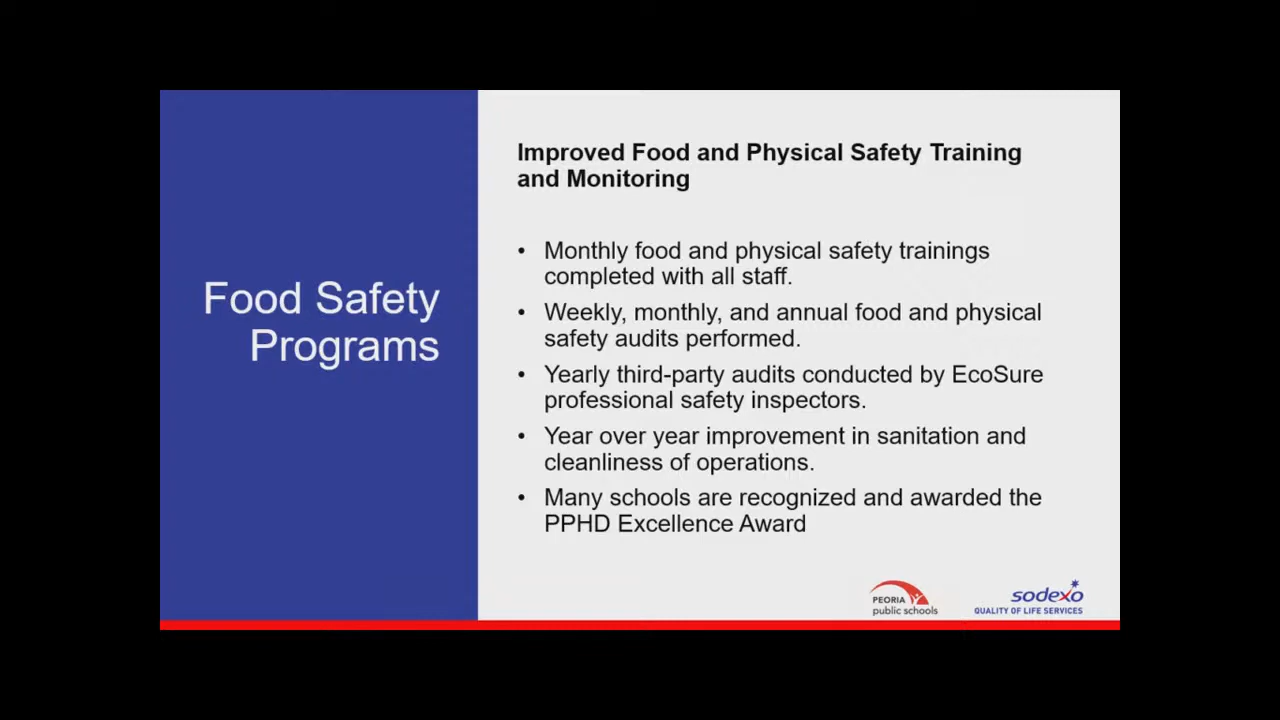 Food Safety
Programs
Improved Food and Physical Safety Training
and Monitoring
• Monthly food and physical safety trainings
completed with all staff.
• Weekly, monthly, and annual food and physical
safety audits performed.
• Yearly third-party audits conducted by EcoSure
professional safety inspectors.
• Year over year improvement in sanitation and
cleanliness of operations.
• Many schools are recognized and awarded the
PPHD Excellence Award
PEORIA
public schools
sodexo
QUALITY OF LIFE SERVICES